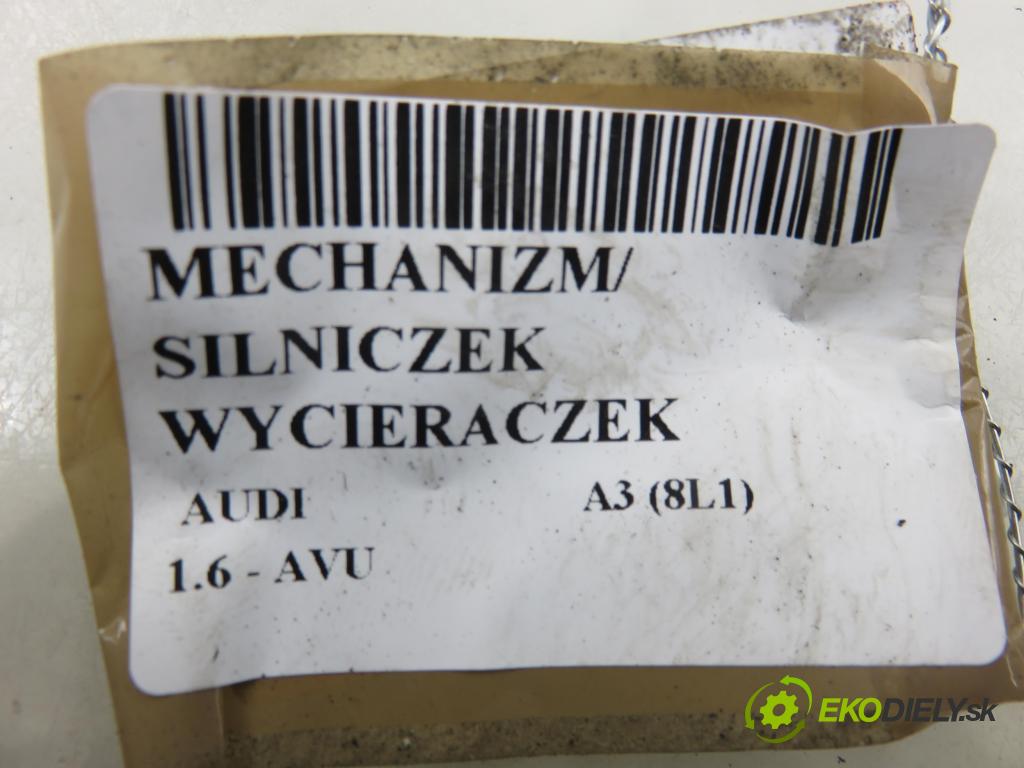 MECHANIZM/
SILNICZEK
WYCIERACZEK
AUDI A3 (8L1)
1.6 - AVU
EKODIELY.sk